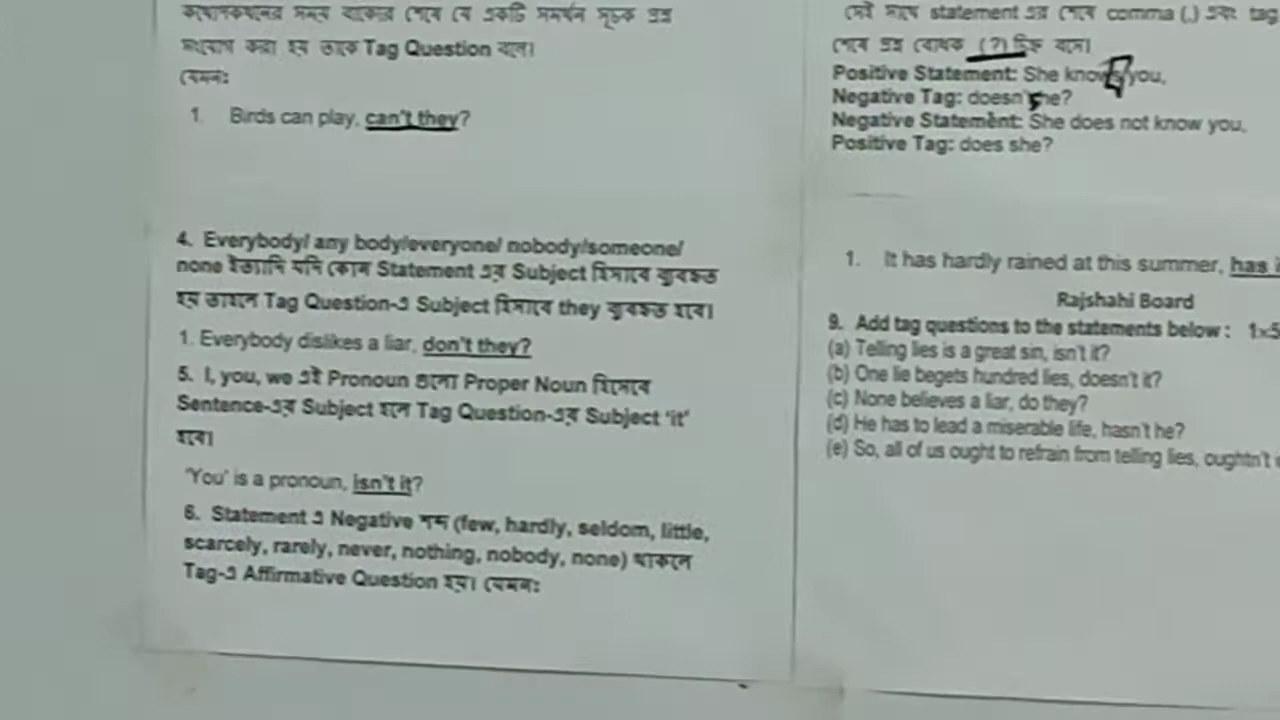 কথোপকথনের সময় বাক্যের শেষে যে একটি সমর্থন সূচক প্রশ্ন
সংযোগ করা হয় তাকে Tag Question বলে।
যেমনঃ
1. Birds can play, can't they?
4. Everybody/ any body/everyone/ nobody/someone/
none ইত্যাদি যদি কোন Statement এর Subject হিসাবে ব্যবহৃত
হয় তাহলে Tag Question-এ Subject হিসাবে they ব্যবহৃত হবে।
1. Everybody dislikes a liar, don't they?
5. I, you, we এই Pronoun গুলো Proper Noun হিসেবে
Sentence-এর Subject হলে Tag Question-এর Subject 'it'
হবে।
'You' is a pronoun, isn't it?
6. Statement এ Negative শব্দ (few, hardly, seldom, little,
scarcely, rarely, never, nothing, nobody, none) থাকলে
Tag-এ Affirmative Question হয়। যেমনঃ
সেই সাথে statement এর শেষে comma (,) এবং tag
শেষে প্রশ্ন বোধক (?) চিহ্ন বসে।
Positive Statement: She knows you,
Negative Tag: doesn't she?
Negative Statement: She does not know you,
Positive Tag: does she?
1. It has hardly rained at this summer, has
Rajshahi Board
9. Add tag questions to the statements below : 1×5
(a) Telling lies is a great sin, isn't it?
(b) One lie begets hundred lies, doesn't it?
(c) None believes a liar, do they?
(d) He has to lead a miserable life, hasn't he?
(e) So, all of us ought to refrain from telling lies, oughtn't